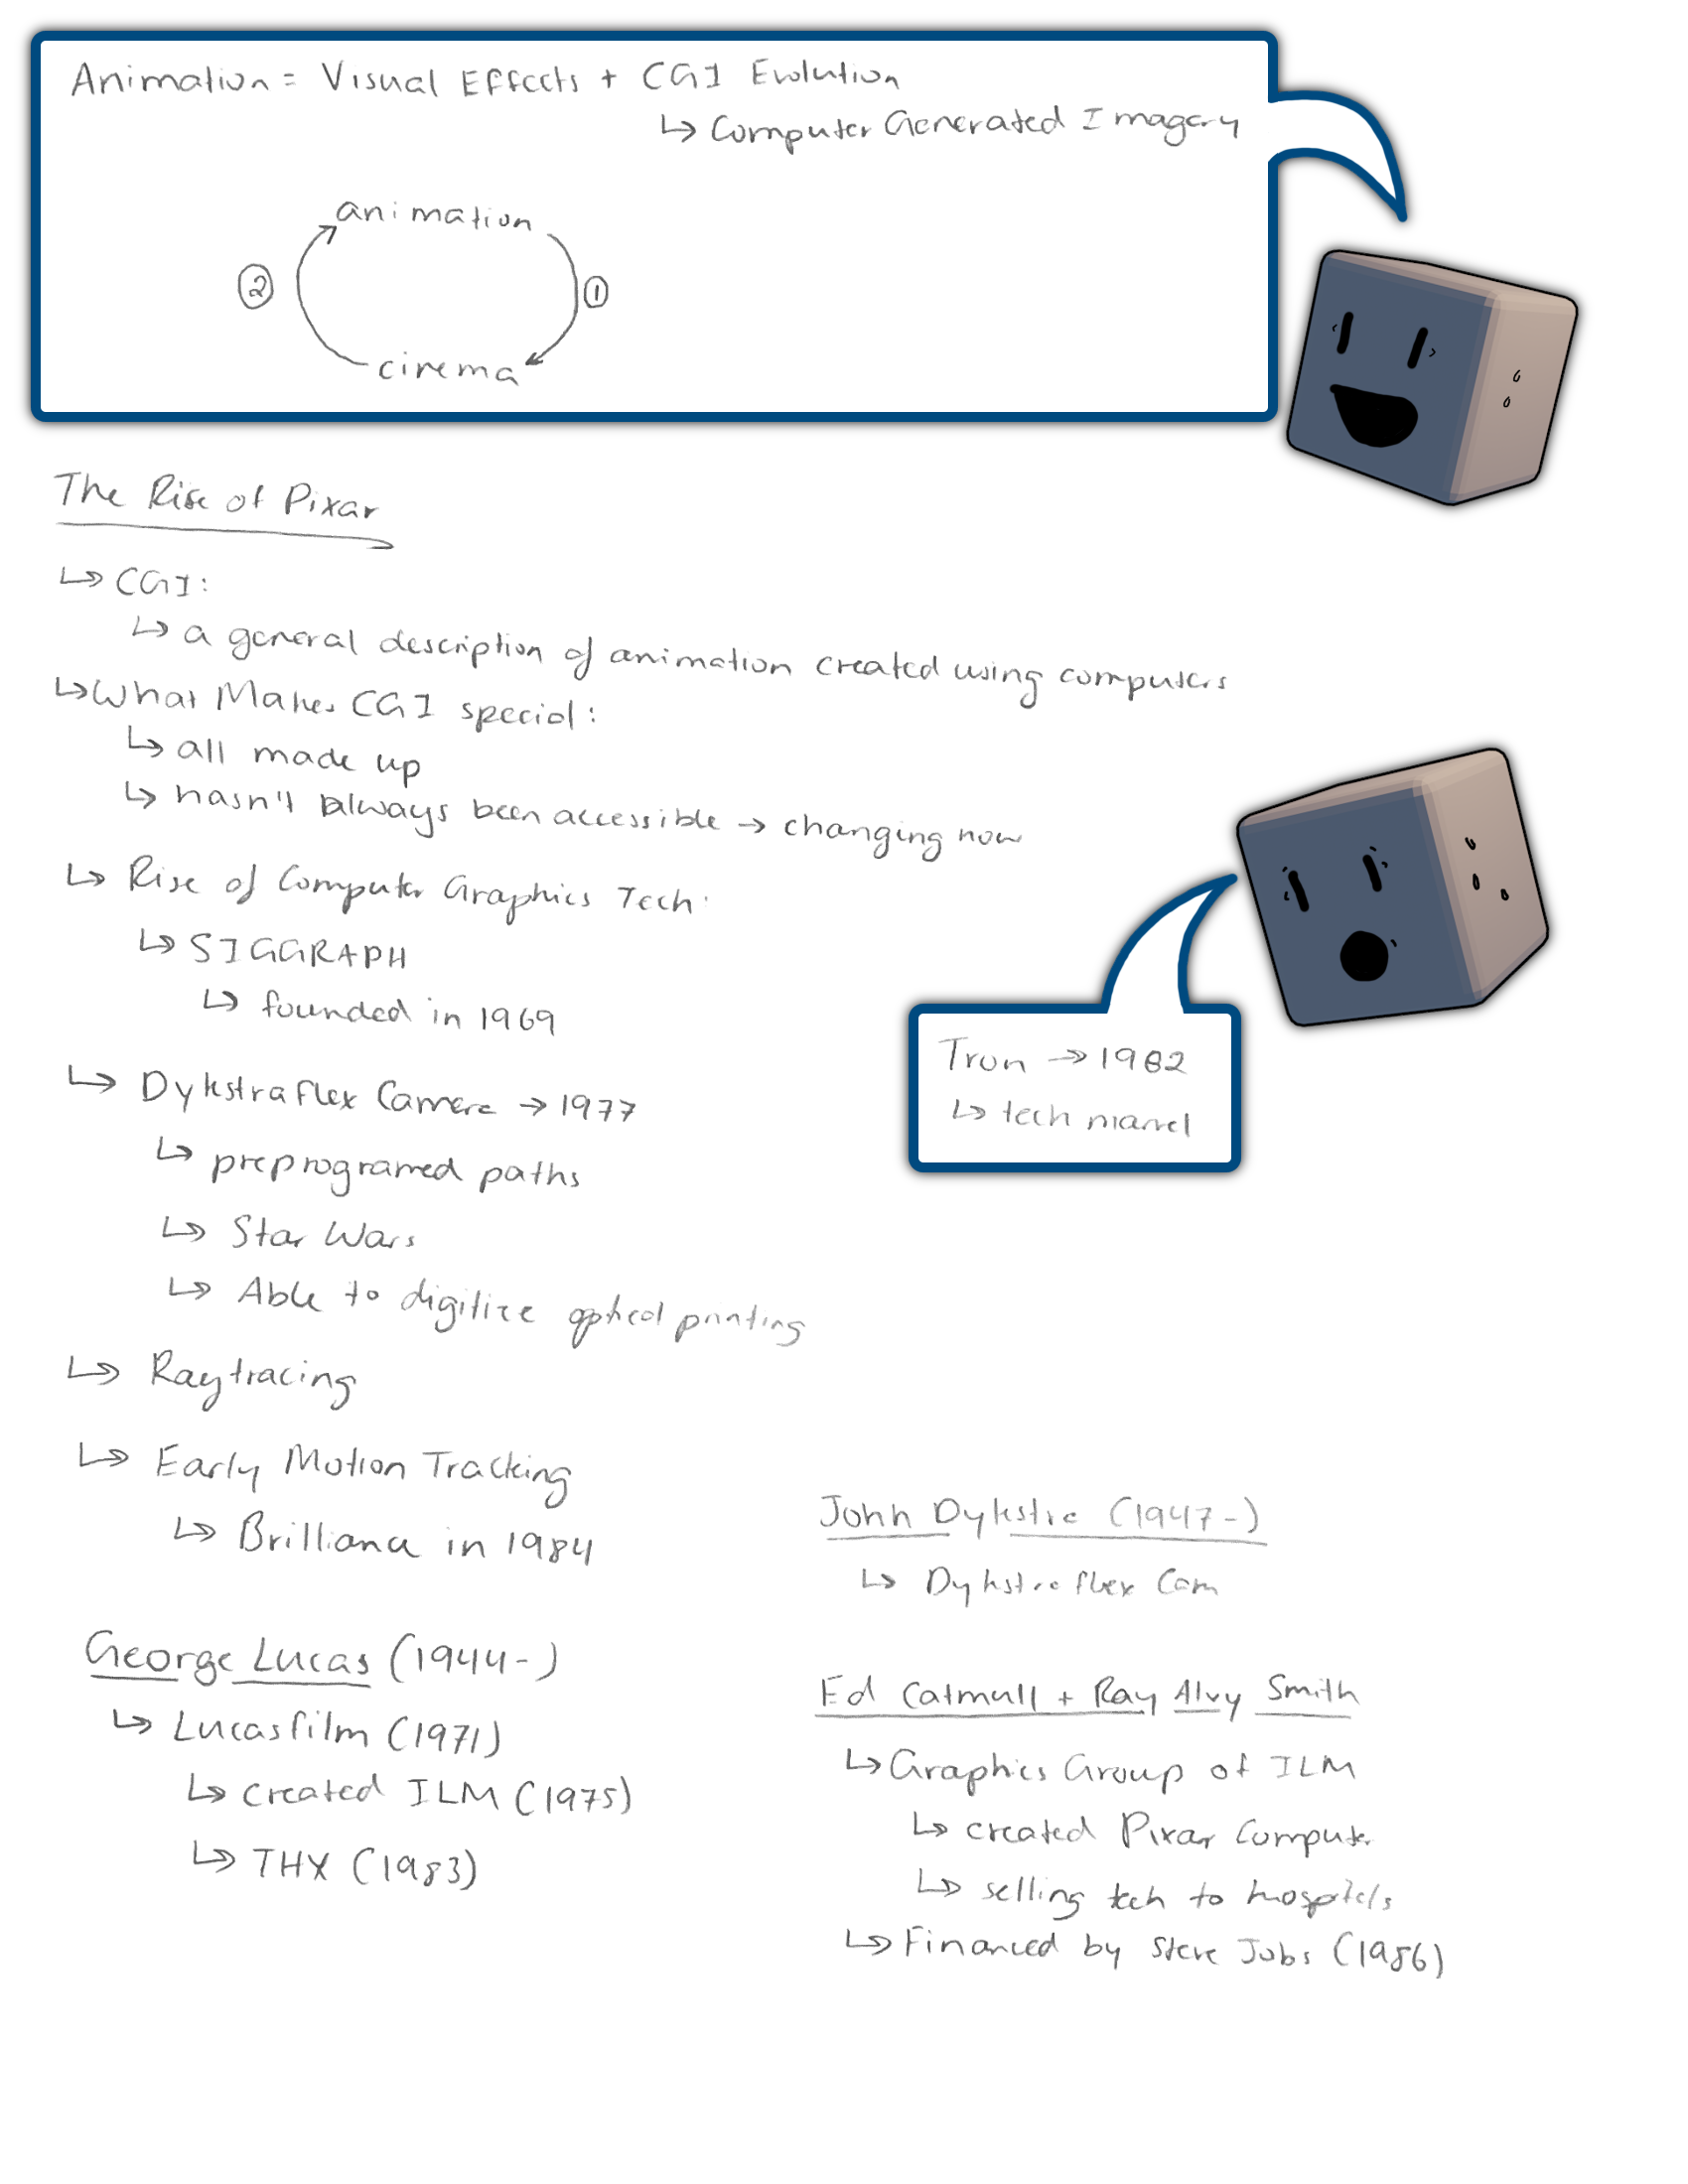 Animation = Visual Effects + CGI Evolution
↳ Computer Generated Imagery
animation
② ①
cinema
The Rise of Pixar
↳ CGI:
↳ a general description of animation created using computers
↳ What Makes CGI special:
↳ all made up
↳ hasn't always been accessible → changing now
↳ Rise of Computer Graphics Tech:
↳ SIGGRAPH
↳ founded in 1969
↳ Dykstraflex Camera → 1977
↳ preprogramed paths
↳ Star Wars
↳ Able to digitize optical printing
↳ Raytracing
↳ Early Motion Tracking
↳ Brilliance in 1984
Tron → 1982
↳ tech marvel
George Lucas (1944-)
↳ Lucasfilm (1971)
↳ created ILM (1975)
↳ THX (1983)
John Dykstra (1947-)
↳ Dykstraflex Cam
Ed Catmull + Ray Alvy Smith
↳ Graphics Group of ILM
↳ created Pixar Computer
↳ selling tech to hospitals
↳ Financed by Steve Jobs (1986)